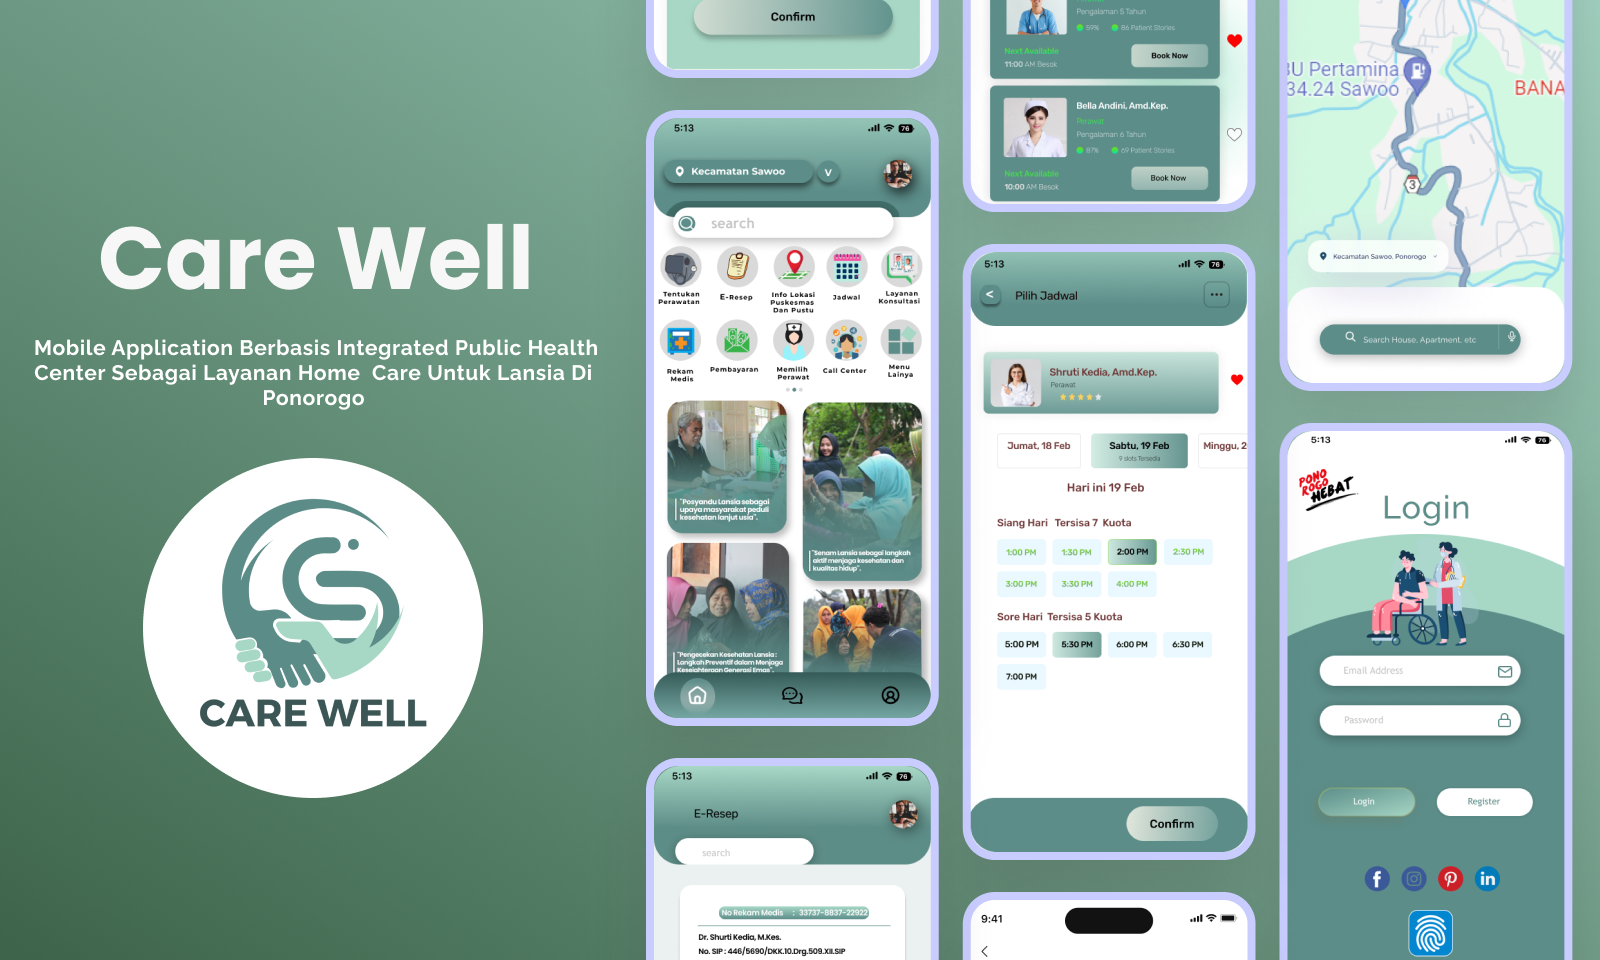 Care Well
Mobile Application Berbasis Integrated Public Health
Center Sebagai Layanan Home Care Untuk Lansia Di
Ponorogo
CARE WELL
Confirm
5:13
76
Kecamatan Sawoo
V
search
Tentukan
Perawatan
E-Resep
Info Lokasi
Puskesmas
Dan Pustu
Jadwal
Layanan
Konsultasi
Rekam
Medis
Pembayaran
Memilih
Perawat
Call Center
Menu
Lainya
"Posyandu Lansia sebagai
upaya masyarakat peduli
kesehatan lanjut usia".
"Senam Lansia sebagai langkah
aktif menjaga kesehatan dan
kualitas hidup".
"Pengecekan Kesehatan Lansia :
Langkah Preventif dalam Menjaga
Kesejahteraan Generasi Emas".
5:13
76
E-Resep
search
No Rekam Medis : 33737-8837-22922
Dr. Shurti Kedia, M.Kes.
No. SIP : 446/5690/DKK.10.Drg.509.XII.SIP
Pengalaman 5 Tahun
59%
86 Patient Stories
Next Available
11:00 AM Besok
Book Now
Bella Andini, Amd.Kep.
Perawat
Pengalaman 6 Tahun
87%
69 Patient Stories
Next Available
10:00 AM Besok
Book Now
5:13
76
<
Pilih Jadwal
Shruti Kedia, Amd.Kep.
Perawat
Jumat, 18 Feb
Sabtu, 19 Feb
9 slots Tersedia
Minggu, 2
Hari ini 19 Feb
Siang Hari Tersisa 7 Kuota
1:00 PM
1:30 PM
2:00 PM
2:30 PM
3:00 PM
3:30 PM
4:00 PM
Sore Hari Tersisa 5 Kuota
5:00 PM
5:30 PM
6:00 PM
6:30 PM
7:00 PM
Confirm
9:41
BU Pertamina
34.24 Sawoo
BANA
3
Kecamatan Sawoo, Ponorogo
Search House, Apartment, etc
5:13
76
PONO
ROGO
HEBAT
Login
Email Address
Password
Login
Register